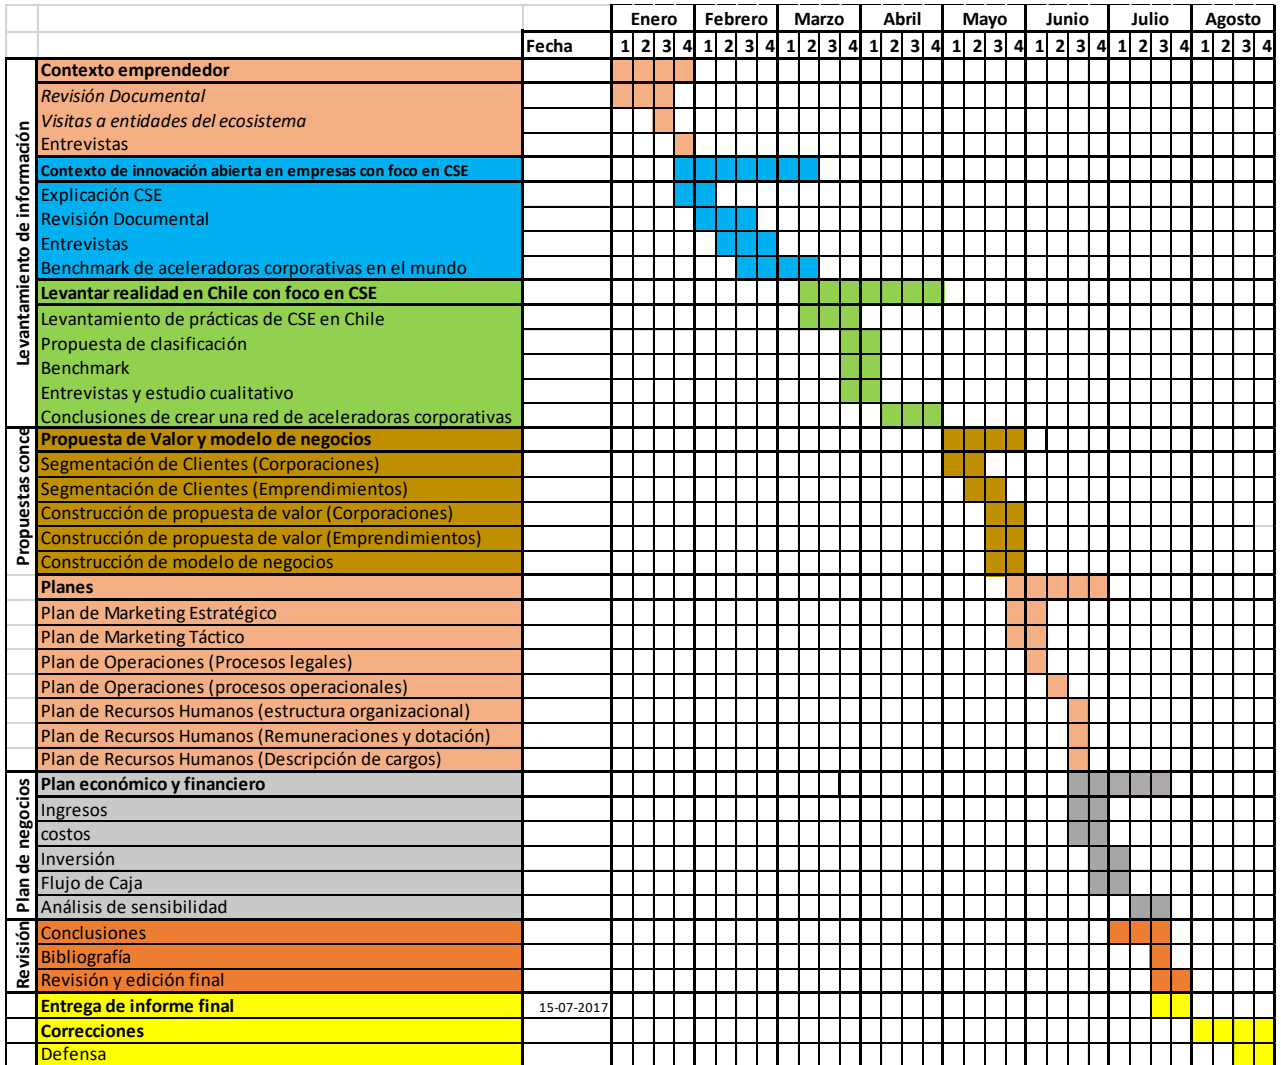 Enero Febrero Marzo Abril Mayo Junio Julio Agosto
Fecha 1 2 3 4 1 2 3 4 1 2 3 4 1 2 3 4 1 2 3 4 1 2 3 4 1 2 3 4 1 2 3 4
Levantamiento de información
Contexto emprendedor
Revisión Documental
Visitas a entidades del ecosistema
Entrevistas
Contexto de innovación abierta en empresas con foco en CSE
Explicación CSE
Revisión Documental
Entrevistas
Benchmark de aceleradoras corporativas en el mundo
Levantar realidad en Chile con foco en CSE
Levantamiento de prácticas de CSE en Chile
Propuesta de clasificación
Benchmark
Entrevistas y estudio cualitativo
Conclusiones de crear una red de aceleradoras corporativas
Propuestas conce
Propuesta de Valor y modelo de negocios
Segmentación de Clientes (Corporaciones)
Segmentación de Clientes (Emprendimientos)
Construcción de propuesta de valor (Corporaciones)
Construcción de propuesta de valor (Emprendimientos)
Construcción de modelo de negocios
Planes
Plan de Marketing Estratégico
Plan de Marketing Táctico
Plan de Operaciones (Procesos legales)
Plan de Operaciones (procesos operacionales)
Plan de Recursos Humanos (estructura organizacional)
Plan de Recursos Humanos (Remuneraciones y dotación)
Plan de Recursos Humanos (Descripción de cargos)
Plan de negocios
Plan económico y financiero
Ingresos
costos
Inversión
Flujo de Caja
Análisis de sensibilidad
Revisión
Conclusiones
Bibliografía
Revisión y edición final
Entrega de informe final 15-07-2017
Correcciones
Defensa